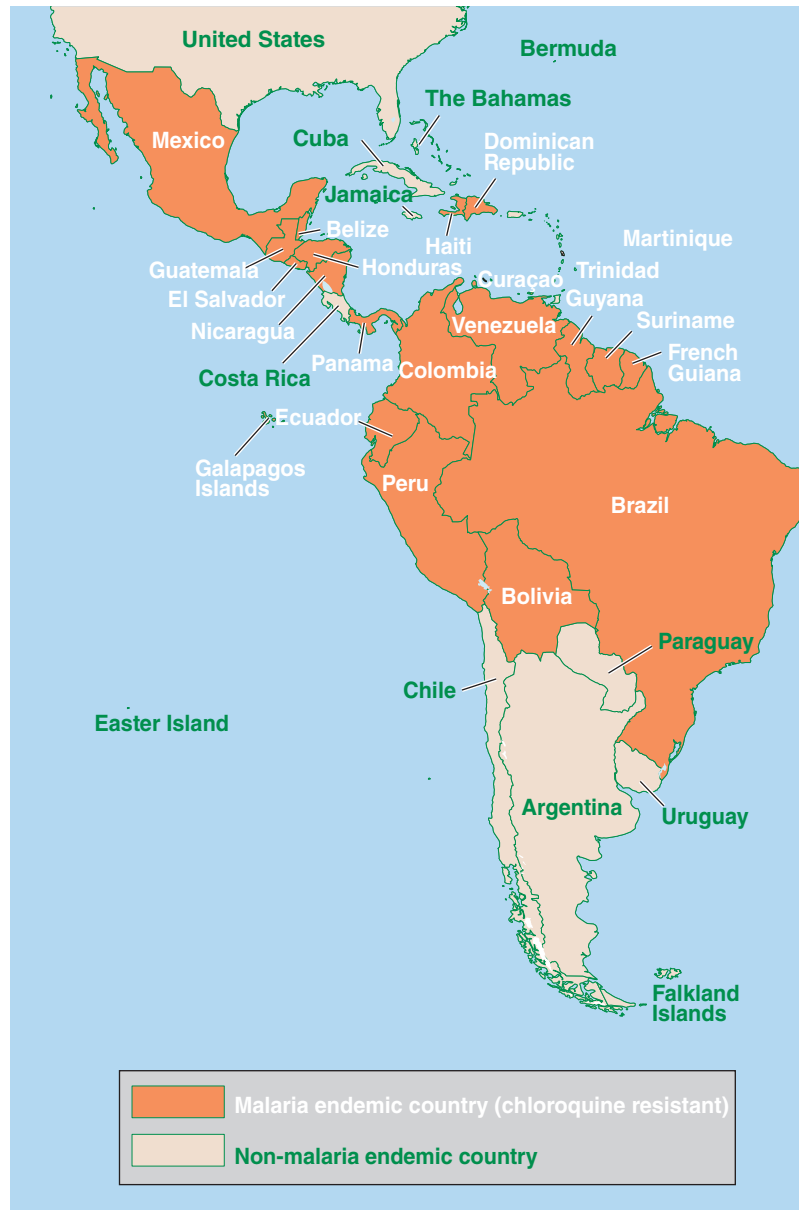 United States
Bermuda
The Bahamas
Mexico
Cuba
Dominican
Republic
Jamaica
Belize
Haiti
Martinique
Guatemala
Honduras
Curaçao
Trinidad
El Salvador
Guyana
Nicaragua
Venezuela
Suriname
Panama
French
Guiana
Costa Rica
Colombia
Ecuador
Galapagos
Islands
Peru
Brazil
Bolivia
Paraguay
Chile
Easter Island
Argentina
Uruguay
Falkland
Islands
Malaria endemic country (chloroquine resistant)
Non-malaria endemic country